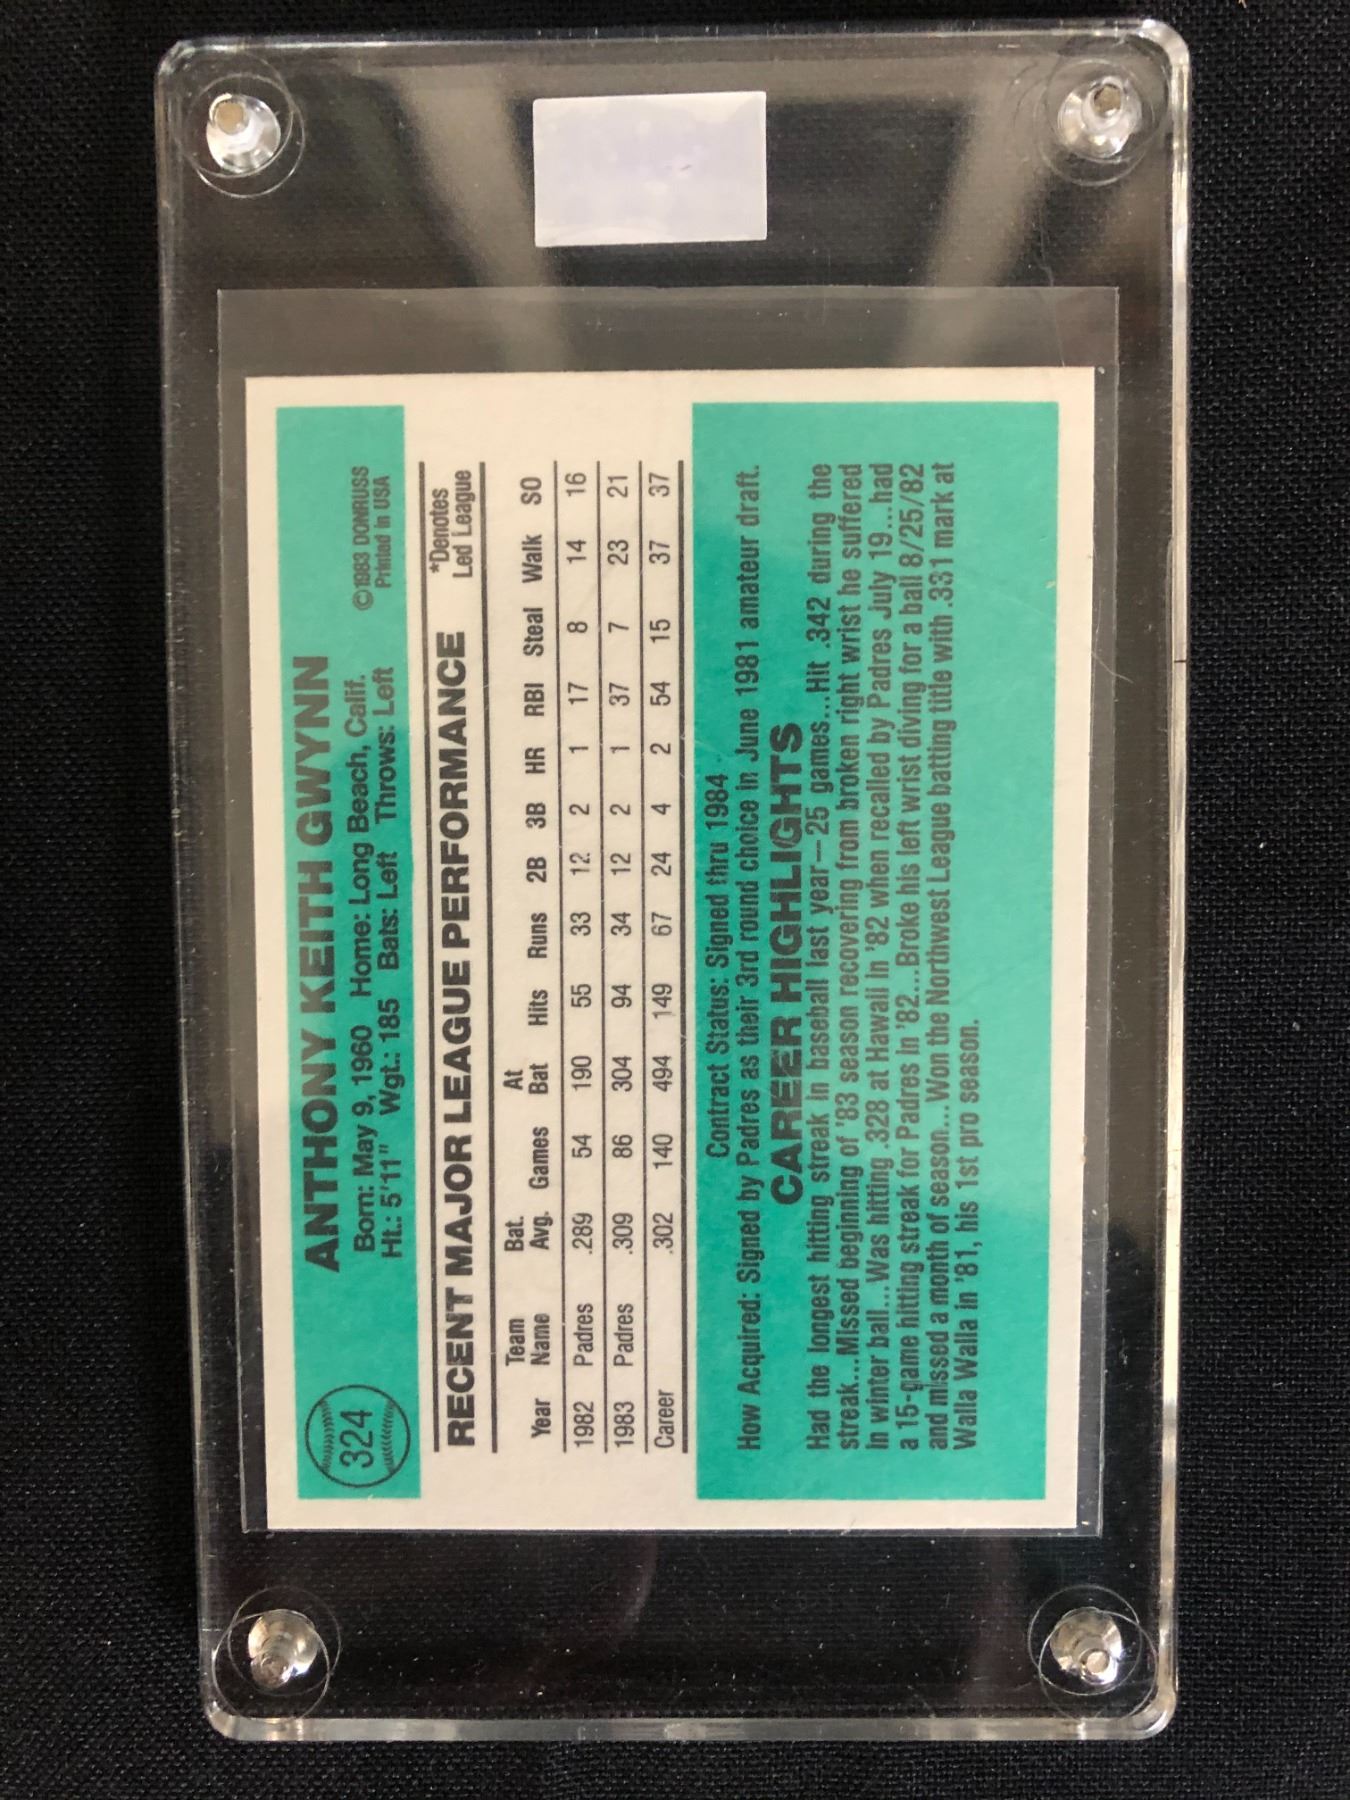 324
ANTHONY KEITH GWYNN
Born: May 9, 1960 Home: Long Beach, Calif. ©1983 DONRUSS
Ht.: 5'11" Wgt.: 185 Bats: Left Throws: Left Printed in USA
RECENT MAJOR LEAGUE PERFORMANCE *Denotes Led League
Year Team Name Bat. Avg. Games At Bat Hits Runs 2B 3B HR RBI Steal Walk SO
1982 Padres .289 54 190 55 33 12 2 1 17 8 14 16
1983 Padres .309 86 304 94 34 12 2 1 37 7 23 21
Career .302 140 494 149 67 24 4 2 54 15 37 37
Contract Status: Signed thru 1984
How Acquired: Signed by Padres as their 3rd round choice in June 1981 amateur draft.
CAREER HIGHLIGHTS
Had the longest hitting streak in baseball last year—25 games....Hit .342 during the
streak...Missed beginning of '83 season recovering from broken right wrist he suffered
in winter ball...Was hitting .328 at Hawaii in '82 when recalled by Padres July 19...had
a 15-game hitting streak for Padres in '82...Broke his left wrist diving for a ball 8/25/82
and missed a month of season...Won the Northwest League batting title with .331 mark at
Walla Walla in '81, his 1st pro season.